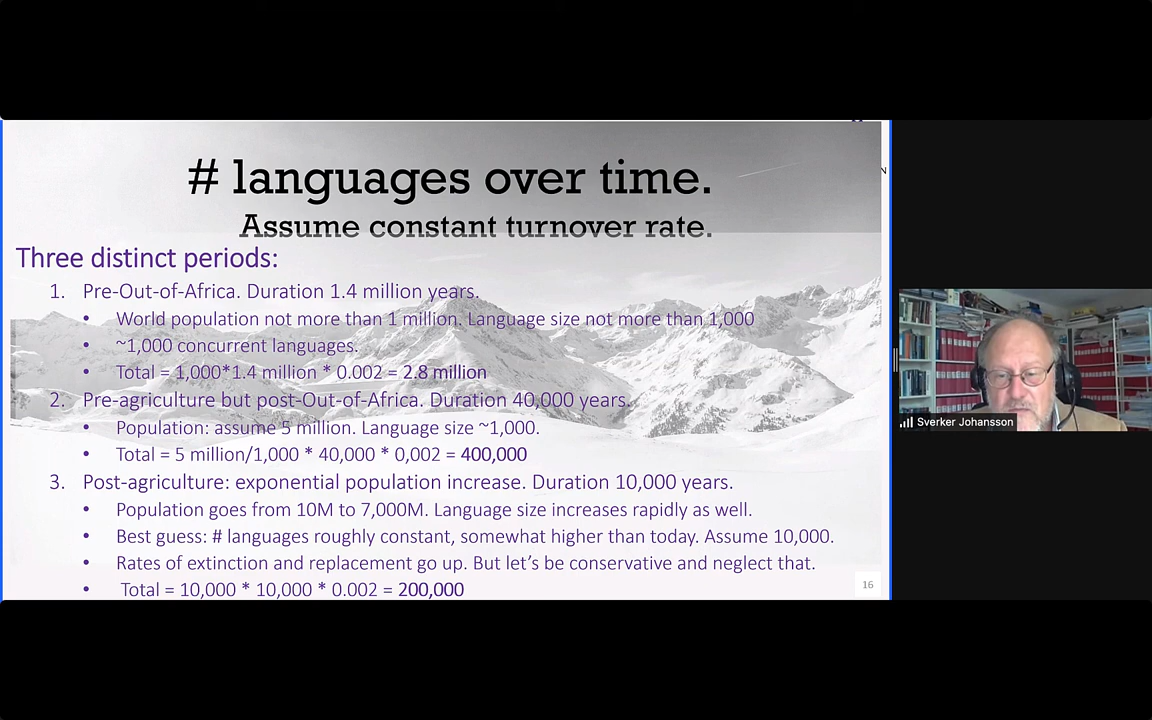 # languages over time.
Assume constant turnover rate.
Three distinct periods:
1. Pre-Out-of-Africa. Duration 1.4 million years.
• World population not more than 1 million. Language size not more than 1,000
• ~1,000 concurrent languages.
• Total = 1,000*1.4 million * 0.002 = 2.8 million
2. Pre-agriculture but post-Out-of-Africa. Duration 40,000 years.
• Population: assume 5 million. Language size ~1,000.
• Total = 5 million/1,000 * 40,000 * 0,002 = 400,000
3. Post-agriculture: exponential population increase. Duration 10,000 years.
• Population goes from 10M to 7,000M. Language size increases rapidly as well.
• Best guess: # languages roughly constant, somewhat higher than today. Assume 10,000.
• Rates of extinction and replacement go up. But let's be conservative and neglect that.
• Total = 10,000 * 10,000 * 0.002 = 200,000
16
Sverker Johansson